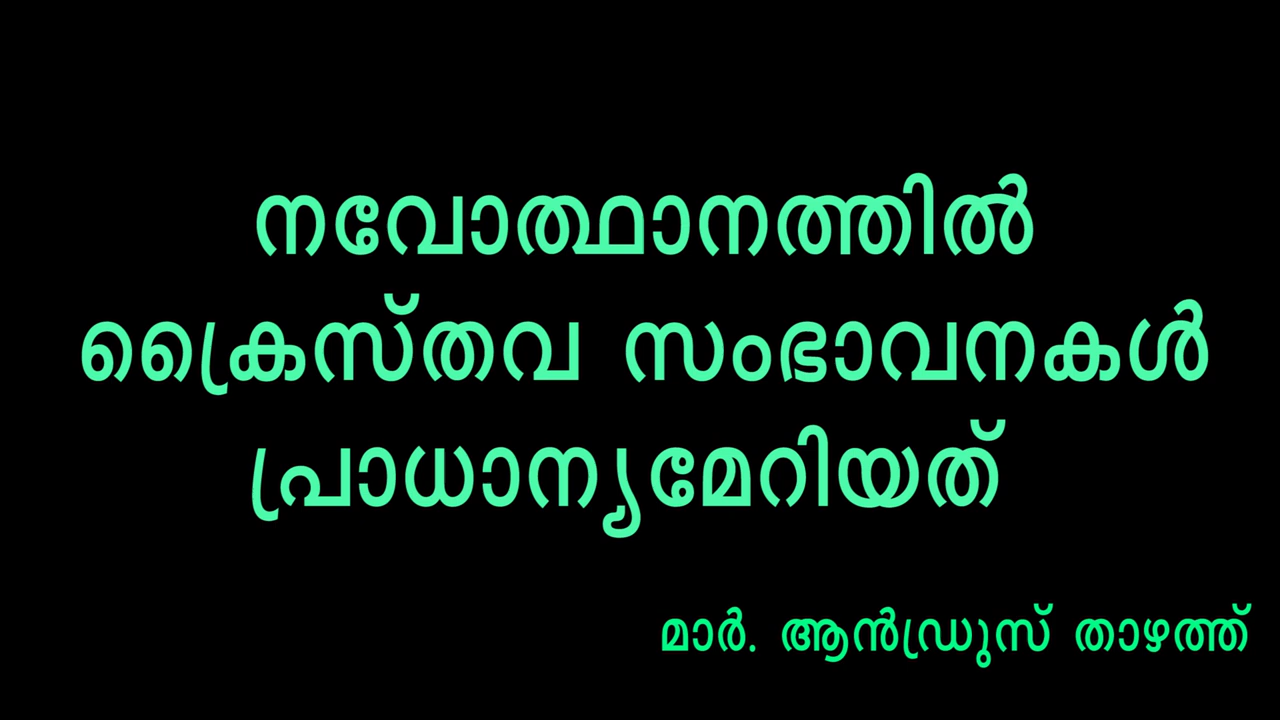 നവോത്ഥാനത്തിൽ
ക്രൈസ്തവ സംഭാവനകൾ
പ്രാധാന്യമേറിയത്
മാർ. ആൻഡ്രുസ് താഴത്ത്